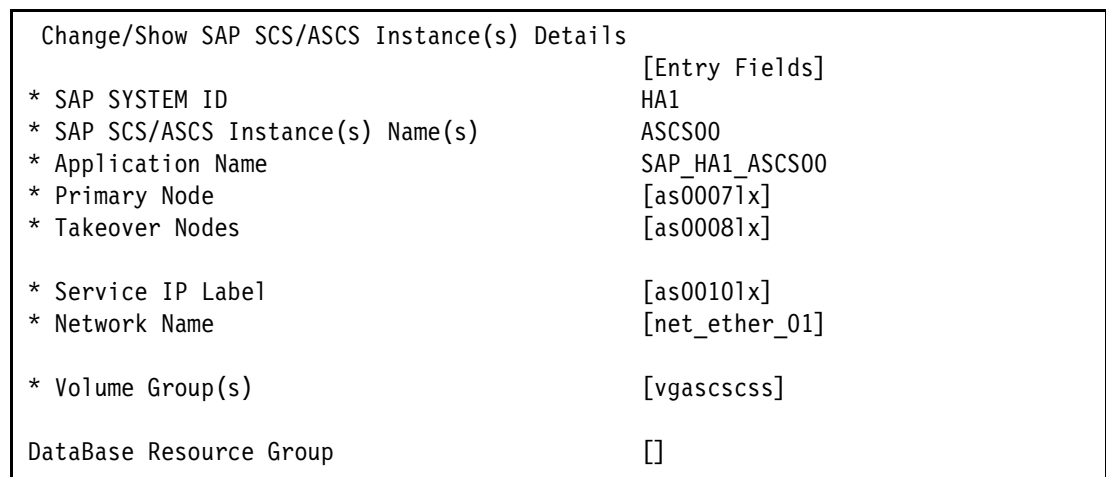 Change/Show SAP SCS/ASCS Instance(s) Details
[Entry Fields]
* SAP SYSTEM ID HA1
* SAP SCS/ASCS Instance(s) Name(s) ASCS00
* Application Name SAP_HA1_ASCS00
* Primary Node [as0007lx]
* Takeover Nodes [as0008lx]
* Service IP Label [as0010lx]
* Network Name [net_ether_01]
* Volume Group(s) [vgascscss]
DataBase Resource Group []